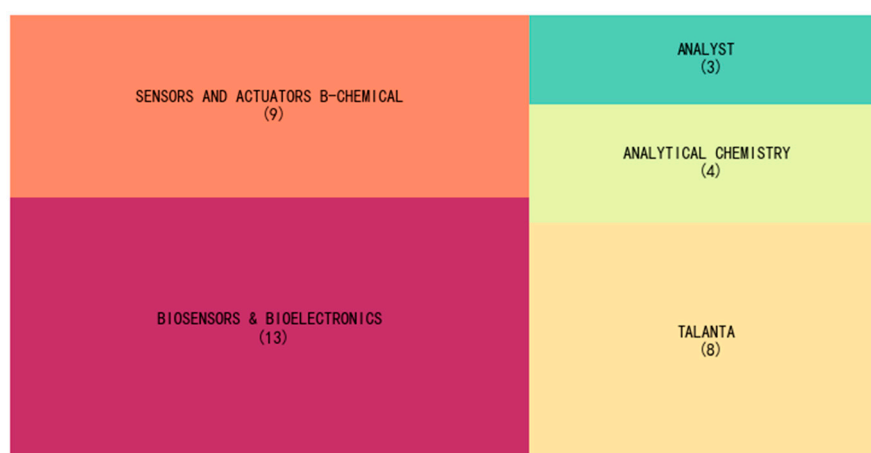 SENSORS AND ACTUATORS B-CHEMICAL
(9)
BIOSENSORS & BIOELECTRONICS
(13)
ANALYST
(3)
ANALYTICAL CHEMISTRY
(4)
TALANTA
(8)